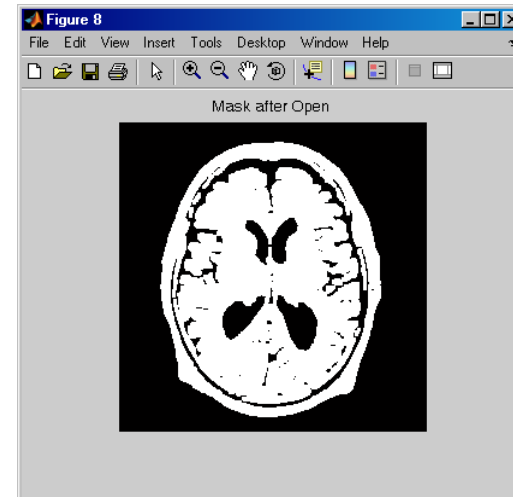 Figure 8
File Edit View Insert Tools Desktop Window Help
Mask after Open